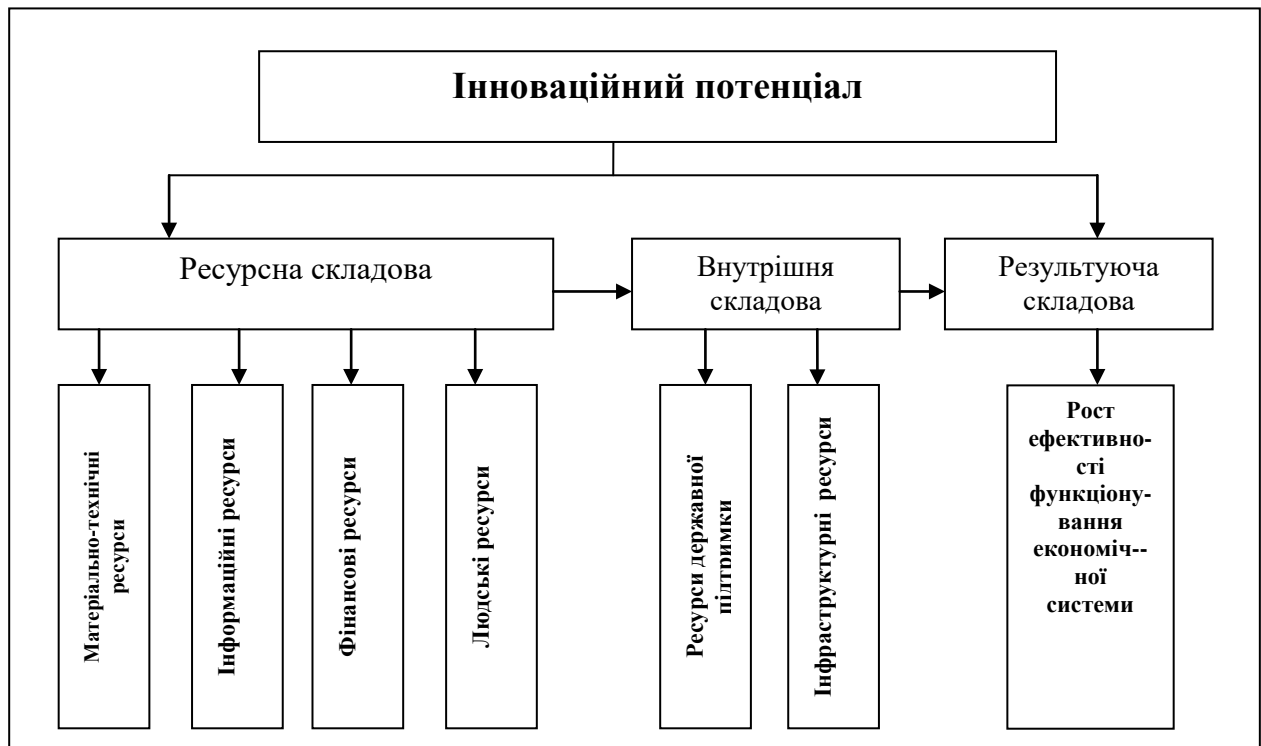 Інноваційний потенціал
Ресурсна складова
Внутрішня
складова
Результуюча
складова
Матеріально-технічні
ресурси
Інформаційні ресурси
Фінансові ресурси
Людські ресурси
Ресурси державної
підтримки
Інфраструктурні ресурси
Рост
ефективно-
сті
функціону-
вання
економіч--
ної
системи